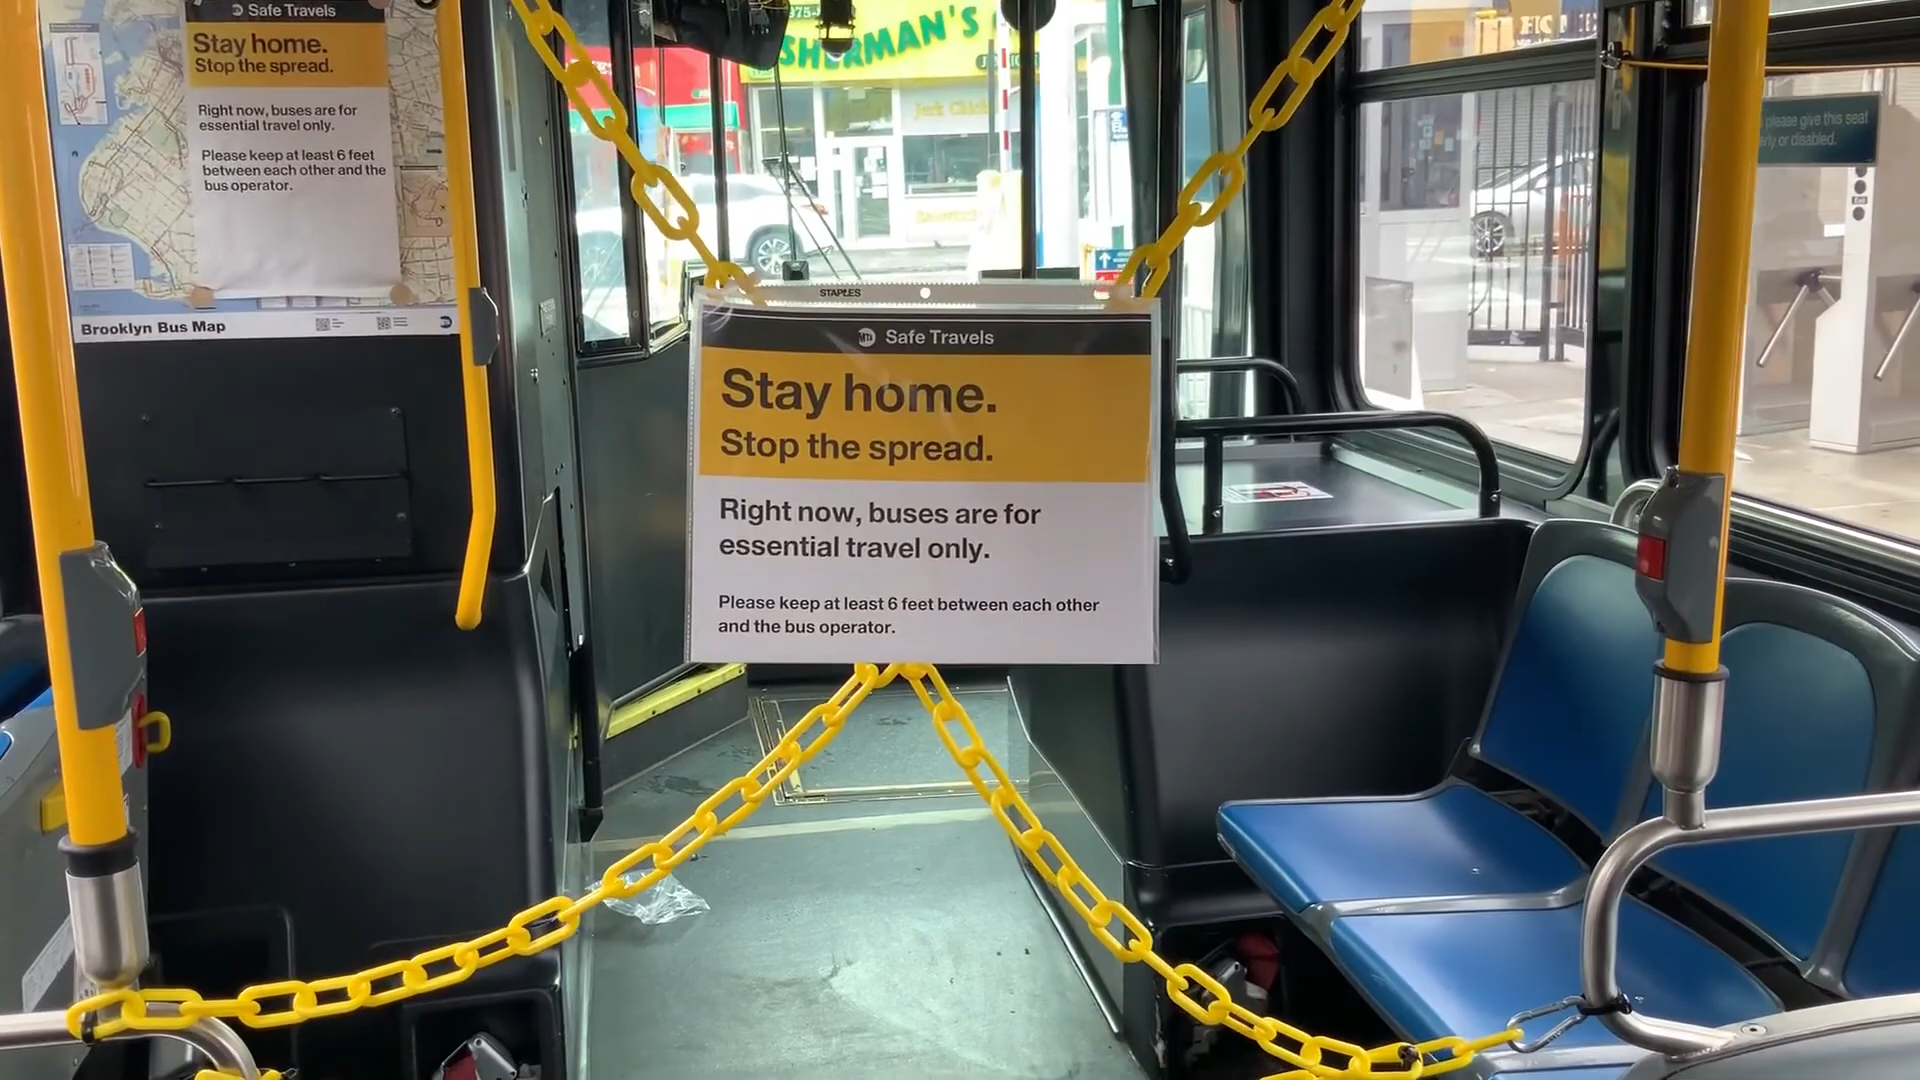 Safe Travels
Stay home.
Stop the spread.
Right now, buses are for
essential travel only.
Please keep at least 6 feet
between each other and the
bus operator.
Brooklyn Bus Map
SHERMAN'S
Jerk
please give this seat
or disabled.
STAPLES
MTA Safe Travels
Stay home.
Stop the spread.
Right now, buses are for
essential travel only.
Please keep at least 6 feet between each other
and the bus operator.